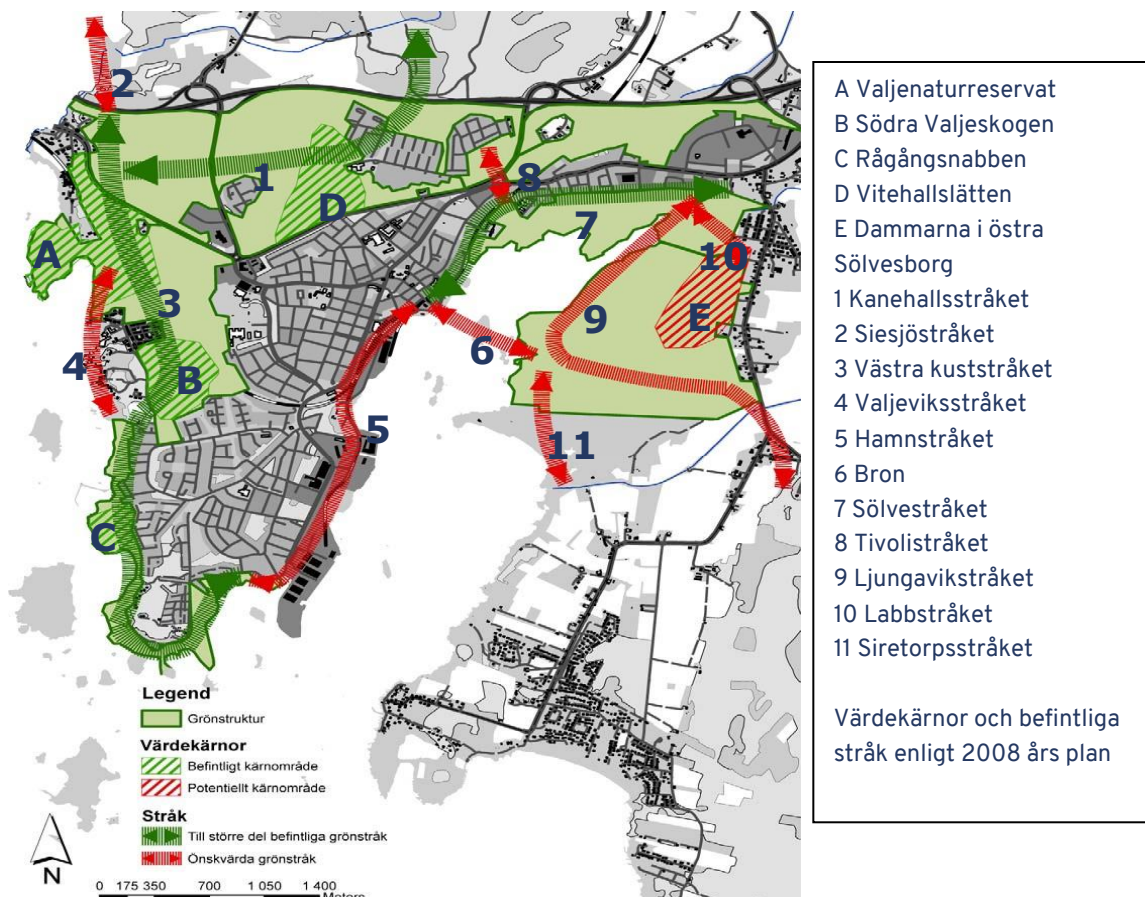 2
1
D
8
7
A
10
3
9
E
4
6
B
5
11
C
Legend
Grönstruktur
Värdekärnor
Befintligt kärnområde
Potentiellt kärnområde
Stråk
Till större del befintliga grönstråk
Önskvärda grönstråk
N
0 175 350 700 1 050 1 400
Meters
A Valjenaturreservat
B Södra Valjeskogen
C Rågångsnabben
D Vitehallslätten
E Dammarna i östra
Sölvesborg
1 Kanehallsstråket
2 Siesjöstråket
3 Västra kuststråket
4 Valjeviksstråket
5 Hamnstråket
6 Bron
7 Sölvestråket
8 Tivolistråket
9 Ljungavikstråket
10 Labbstråket
11 Siretorpsstråket
Värdekärnor och befintliga
stråk enligt 2008 års plan